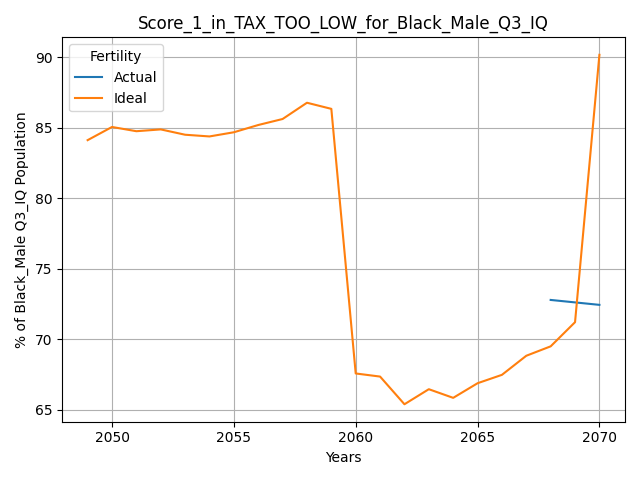 Score_1_in_TAX_TOO_LOW_for_Black_Male_Q3_IQ
Fertility
Actual
Ideal
% of Black_Male Q3_IQ Population
90
85
80
75
70
65
2050
2055
2060
2065
2070
Years